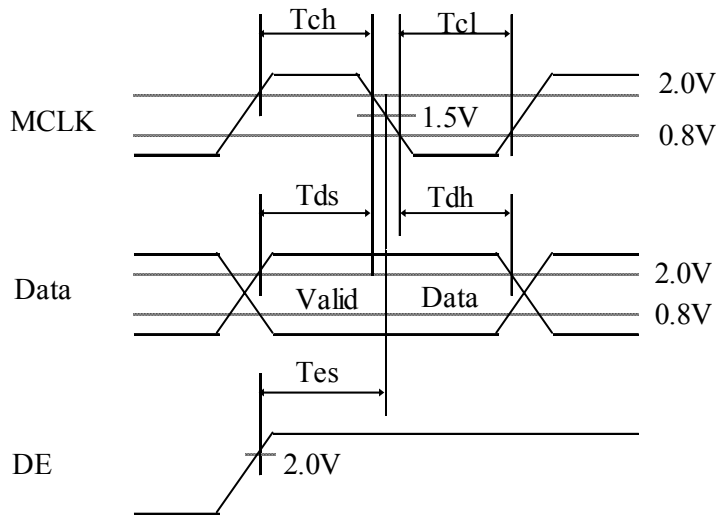 Tch Tcl
2.0V
MCLK 1.5V
0.8V
Tds Tdh
2.0V
Data Valid Data
0.8V
Tes
DE 2.0V